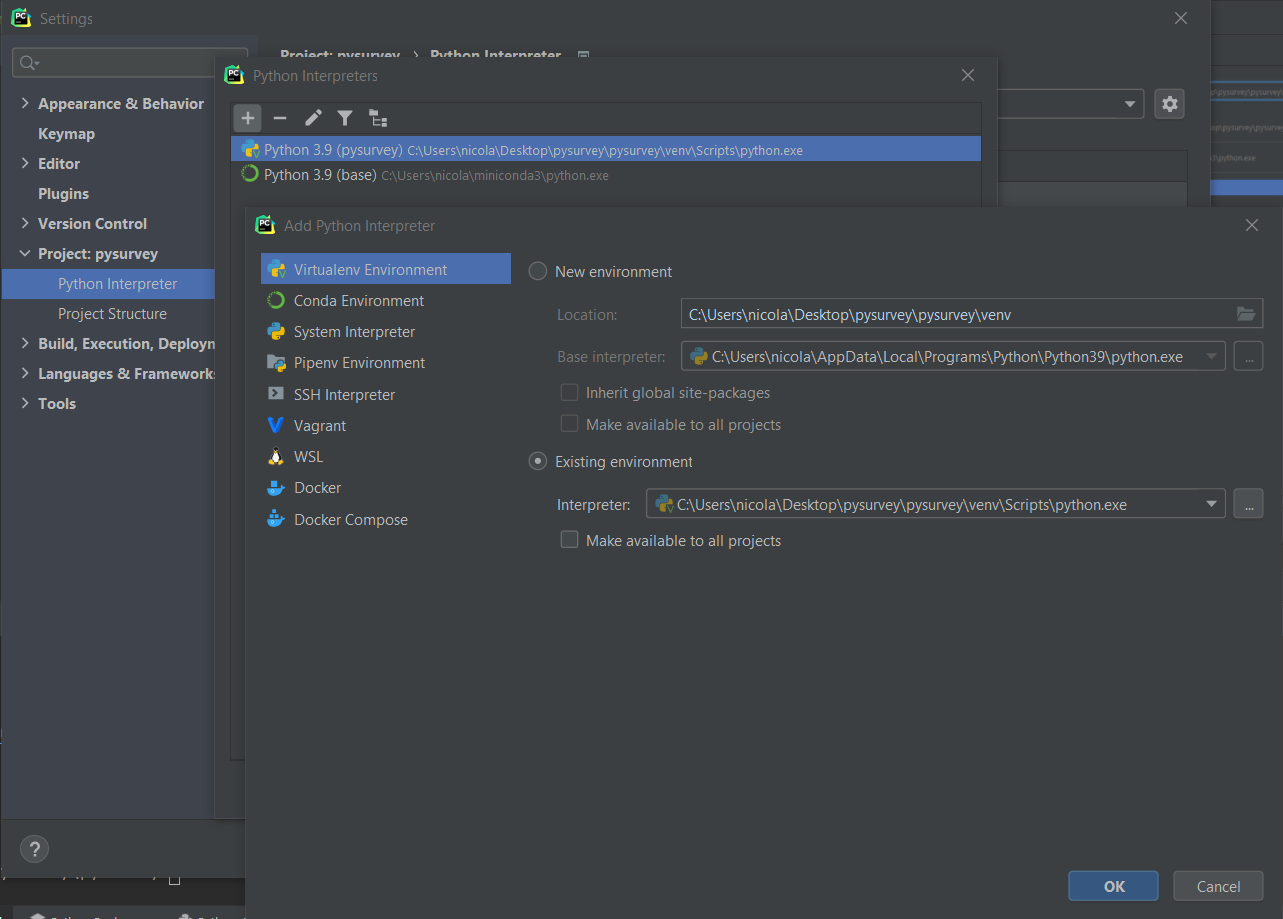 Settings
Project: pysurvey > Python Interpreter
Python Interpreters
Appearance & Behavior
Keymap
Editor
Plugins
Version Control
Project: pysurvey
Python Interpreter
Project Structure
Build, Execution, Deployn
Languages & Frameworks
Tools
Python 3.9 (pysurvey) C:\Users\nicola\Desktop\pysurvey\pysurvey\venv\Scripts\python.exe
Python 3.9 (base) C:\Users\nicola\miniconda3\python.exe
Add Python Interpreter
Virtualenv Environment
Conda Environment
System Interpreter
Pipenv Environment
SSH Interpreter
Vagrant
WSL
Docker
Docker Compose
New environment
Location: C:\Users\nicola\Desktop\pysurvey\pysurvey\venv
Base interpreter: C:\Users\nicola\AppData\Local\Programs\Python\Python39\python.exe ...
Inherit global site-packages
Make available to all projects
Existing environment
Interpreter: C:\Users\nicola\Desktop\pysurvey\pysurvey\venv\Scripts\python.exe ...
Make available to all projects
?
OK
Cancel